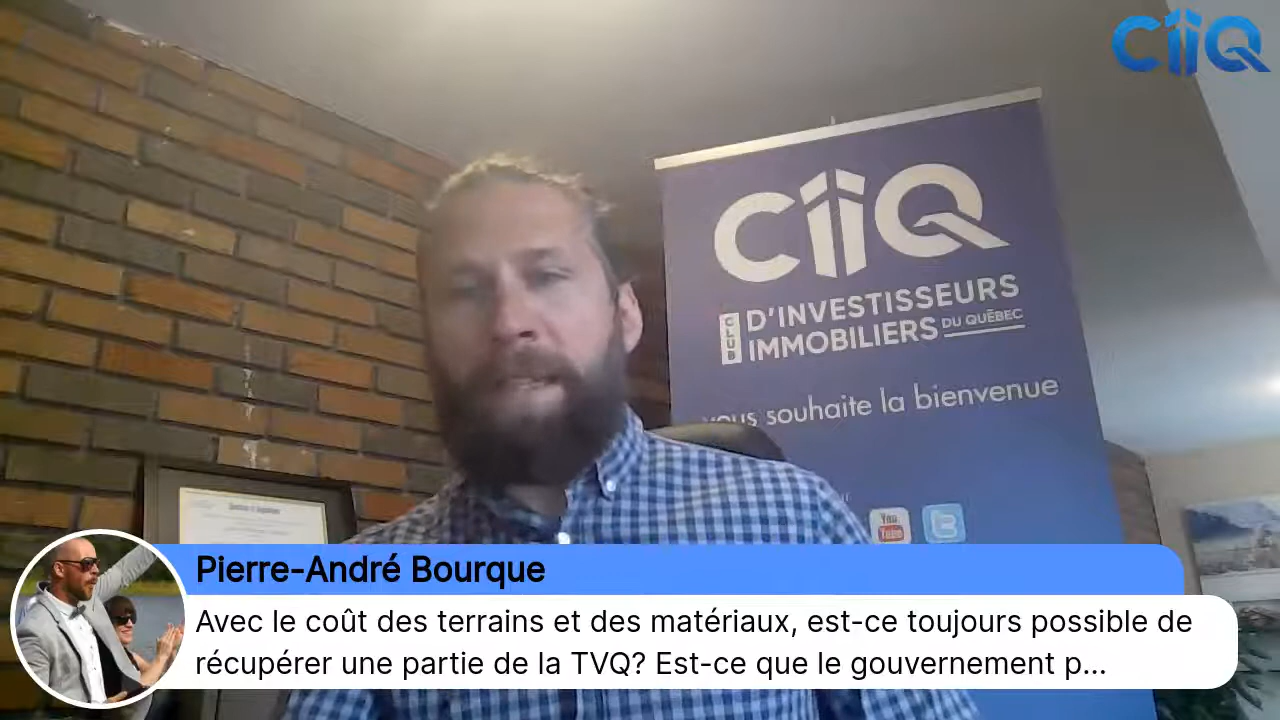 CiiQ
CiiQ
CLUB
D'INVESTISSEURS
IMMOBILIERS DU QUÉBEC
vous souhaite la bienvenue
You
Tube
Pierre-André Bourque
Avec le coût des terrains et des matériaux, est-ce toujours possible de
récupérer une partie de la TVQ? Est-ce que le gouvernement p...